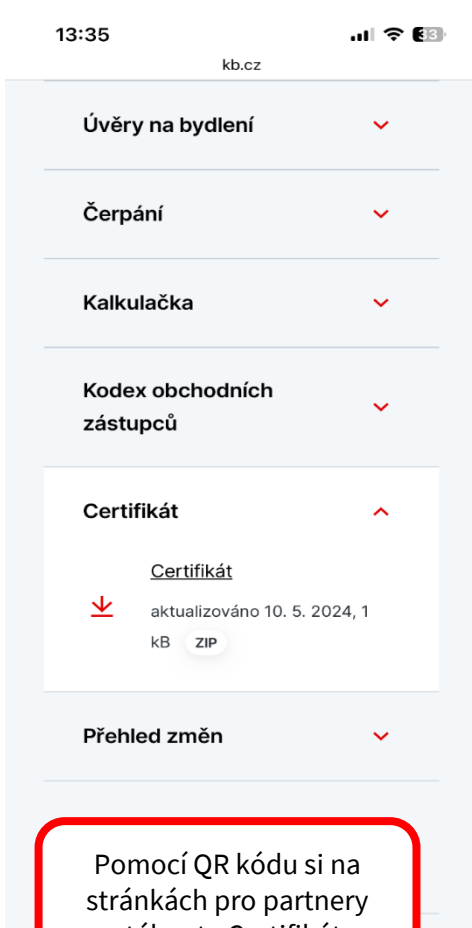 13:35
33
kb.cz
Úvěry na bydlení
Čerpání
Kalkulačka
Kodex obchodních
zástupců
Certifikát
Certifikát
aktualizováno 10. 5. 2024, 1
kB ZIP
Přehled změn
Pomocí QR kódu si na
stránkách pro partnery